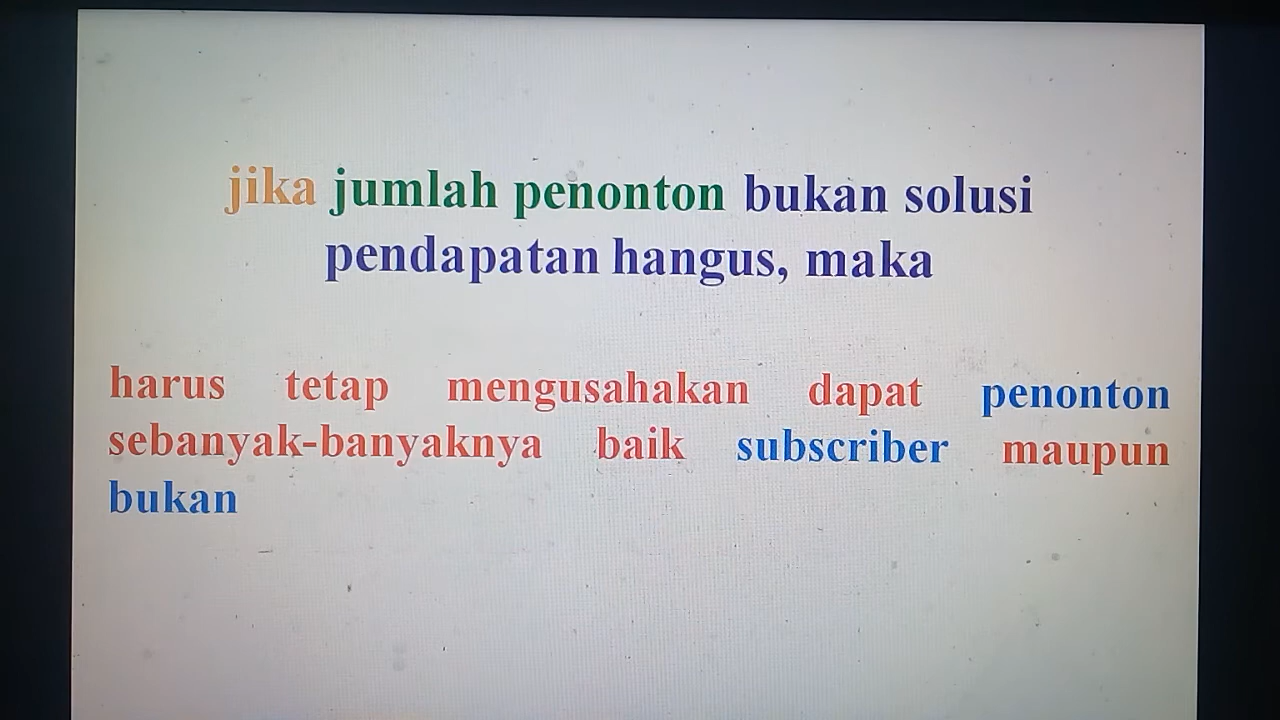 jika jumlah penonton bukan solusi
pendapatan hangus, maka
harus tetap mengusahakan dapat penonton
sebanyak-banyaknya baik subscriber maupun
bukan